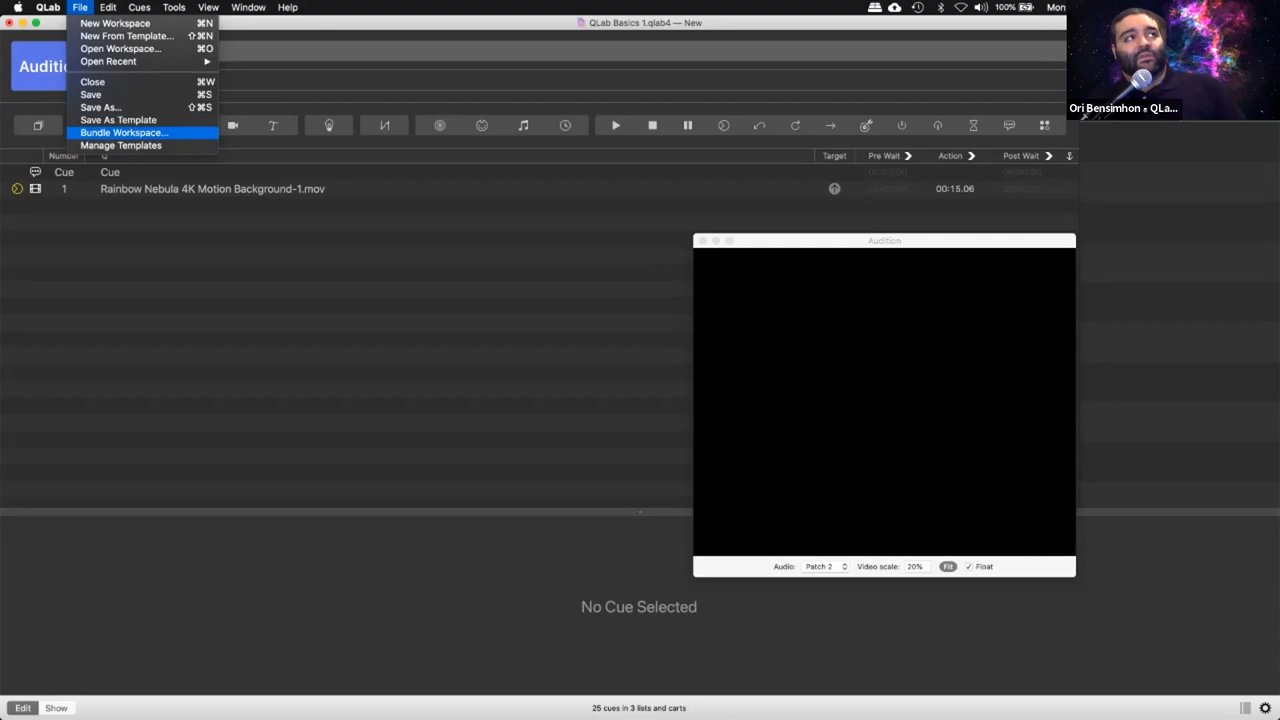 QLab File Edit Cues Tools View Window Help 100% Mon
QLab Basics 1.qlab4 — New
New Workspace ⌘N
New From Template... ⇧⌘N
Open Workspace... ⌘O
Open Recent
Close ⌘W
Save ⌘S
Save As... ⇧⌘S
Save As Template
Bundle Workspace...
Manage Templates
Auditi
Ori Bensimhon - QLa...
Number Q Target Pre Wait Action Post Wait
Cue Cue
1 Rainbow Nebula 4K Motion Background-1.mov 00:15.06
Audition
Audio: Patch 2 Video scale: 20% Fit Float
No Cue Selected
Edit Show 25 cues in 3 lists and carts